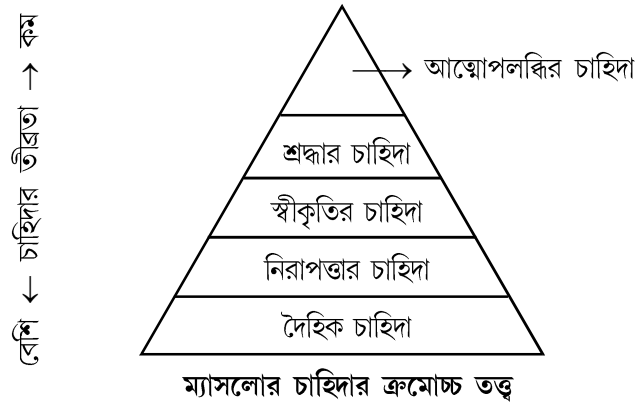 আত্মোপলব্ধির চাহিদা
শ্রদ্ধার চাহিদা
স্বীকৃতির চাহিদা
নিরাপত্তার চাহিদা
দৈহিক চাহিদা
বেশি ← চাহিদার তীব্রতা → কম
ম্যাসলোর চাহিদার ক্রমোচ্চ তত্ত্ব